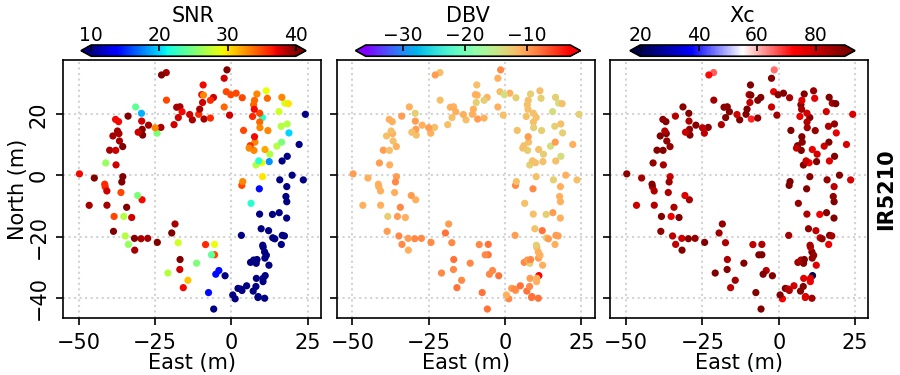 SNR DBV Xc
10 20 30 40 −30 −20 −10 20 40 60 80
20
0
−20
−40
North (m)
−50 −25 0 25 −50 −25 0 25 −50 −25 0 25
East (m) East (m) East (m)
IR5210